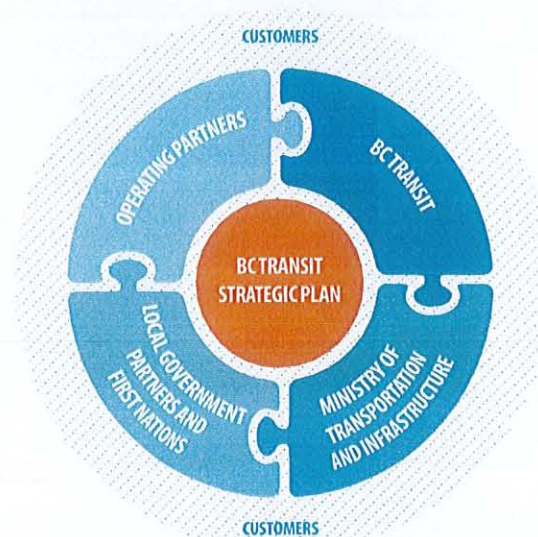 CUSTOMERS
OPERATING PARTNERS
BC TRANSIT
BC TRANSIT
STRATEGIC PLAN
LOCAL GOVERNMENT
PARTNERS AND
FIRST NATIONS
MINISTRY OF
TRANSPORTATION
AND INFRASTRUCTURE
CUSTOMERS